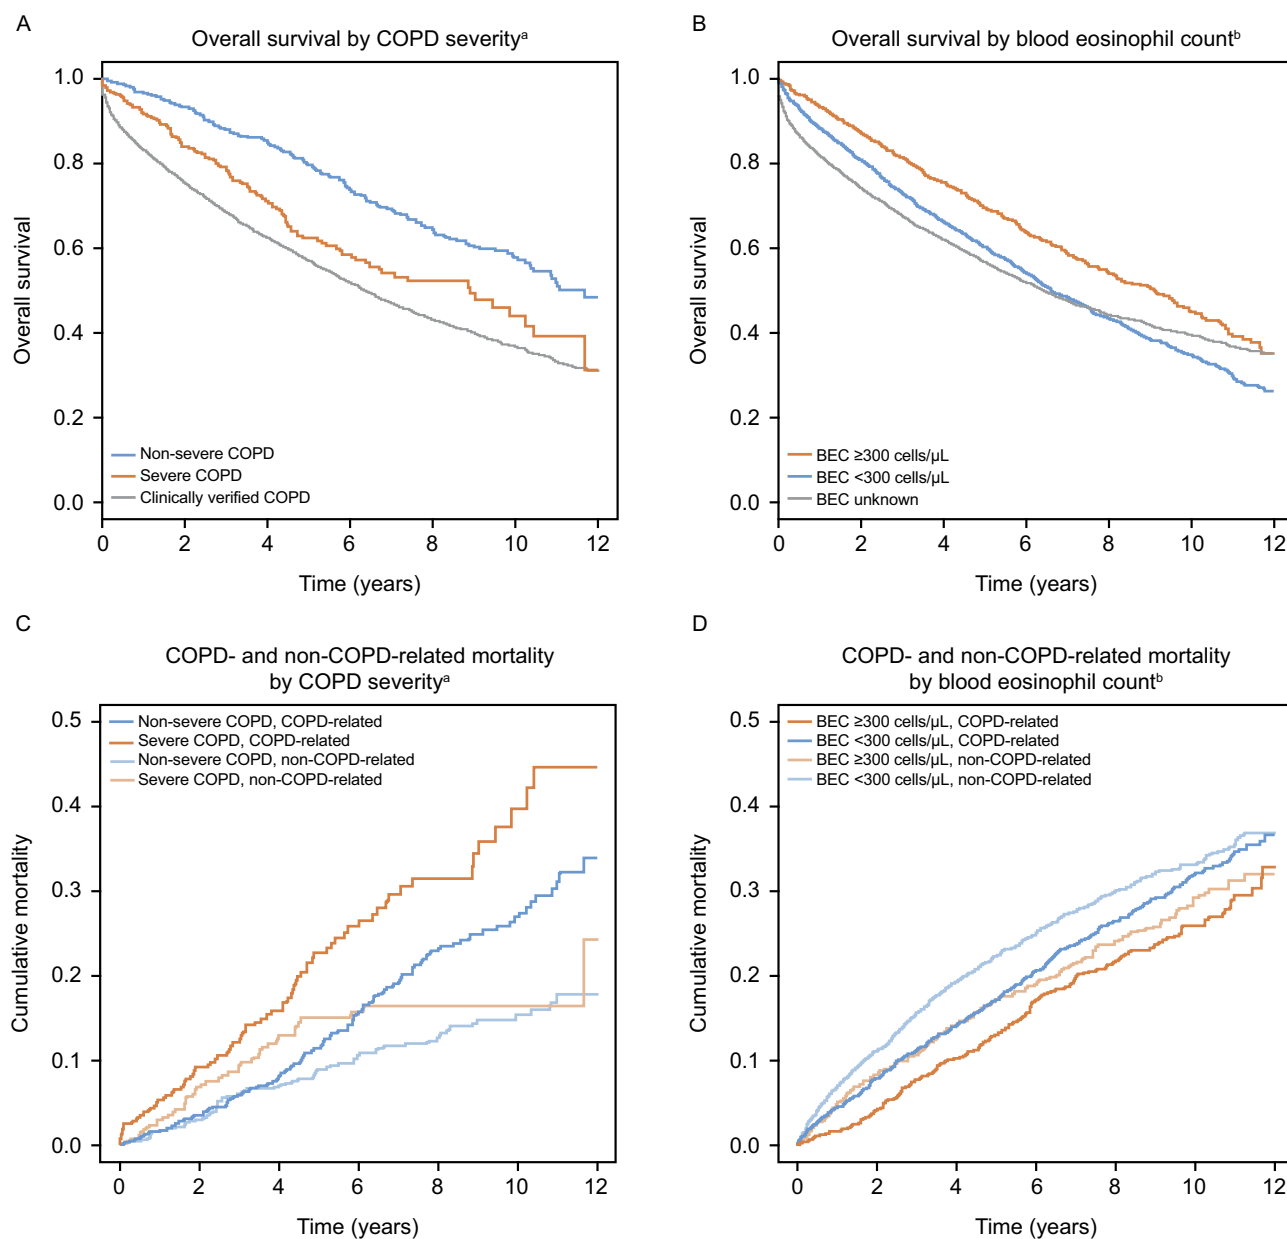 A
Overall survival by COPD severityᵃ
Overall survival
1.0
0.8
0.6
0.4
0.2
0.0
Non-severe COPD
Severe COPD
Clinically verified COPD
0 2 4 6 8 10 12
Time (years)
B
Overall survival by blood eosinophil countᵇ
Overall survival
1.0
0.8
0.6
0.4
0.2
0.0
BEC ≥300 cells/µL
BEC <300 cells/µL
BEC unknown
0 2 4 6 8 10 12
Time (years)
C
COPD- and non-COPD-related mortality
by COPD severityᵃ
Cumulative mortality
0.5
0.4
0.3
0.2
0.1
0.0
Non-severe COPD, COPD-related
Severe COPD, COPD-related
Non-severe COPD, non-COPD-related
Severe COPD, non-COPD-related
0 2 4 6 8 10 12
Time (years)
D
COPD- and non-COPD-related mortality
by blood eosinophil countᵇ
Cumulative mortality
0.5
0.4
0.3
0.2
0.1
0.0
BEC ≥300 cells/µL, COPD-related
BEC <300 cells/µL, COPD-related
BEC ≥300 cells/µL, non-COPD-related
BEC <300 cells/µL, non-COPD-related
0 2 4 6 8 10 12
Time (years)